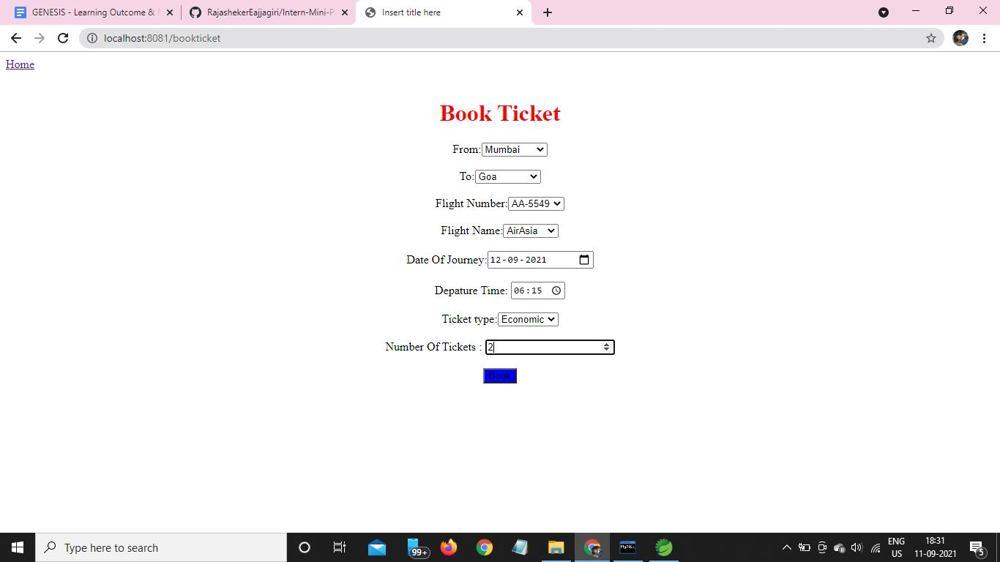 GENESIS - Learning Outcome &
RajashekerEajjagiri/Intern-Mini-P
Insert title here
localhost:8081/bookticket
Home
Book Ticket
From: Mumbai
To: Goa
Flight Number: AA-5549
Flight Name: AirAsia
Date Of Journey: 12-09-2021
Depature Time: 06:15
Ticket type: Economic
Number Of Tickets : 2
Book
Type here to search
99+
MySQL
ENG
US
18:31
11-09-2021
5